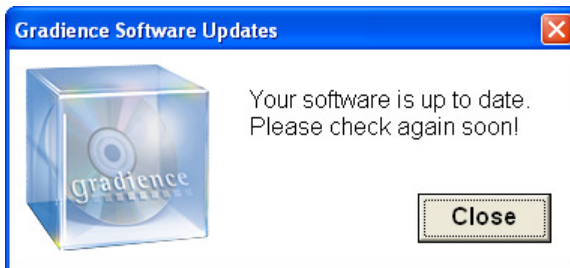 Gradience Software Updates
Your software is up to date.
Please check again soon!
gradience
Close